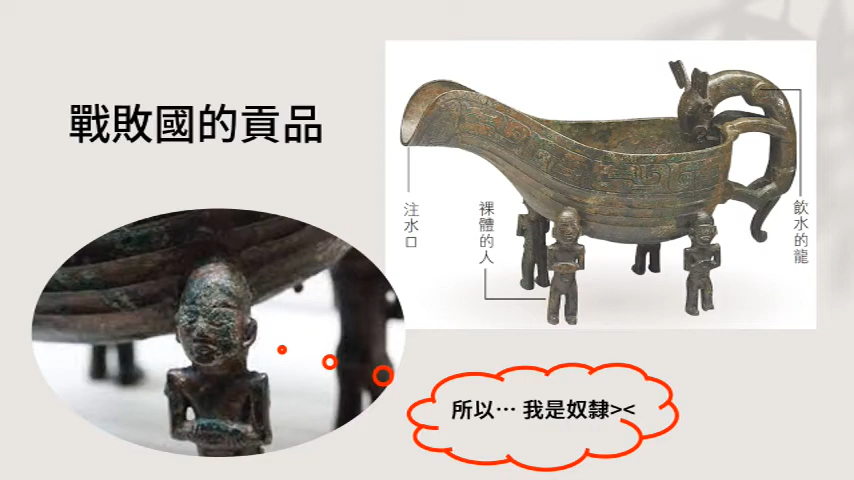 戰敗國的貢品
注水口
裸體的人
飲水的龍
所以… 我是奴隸><